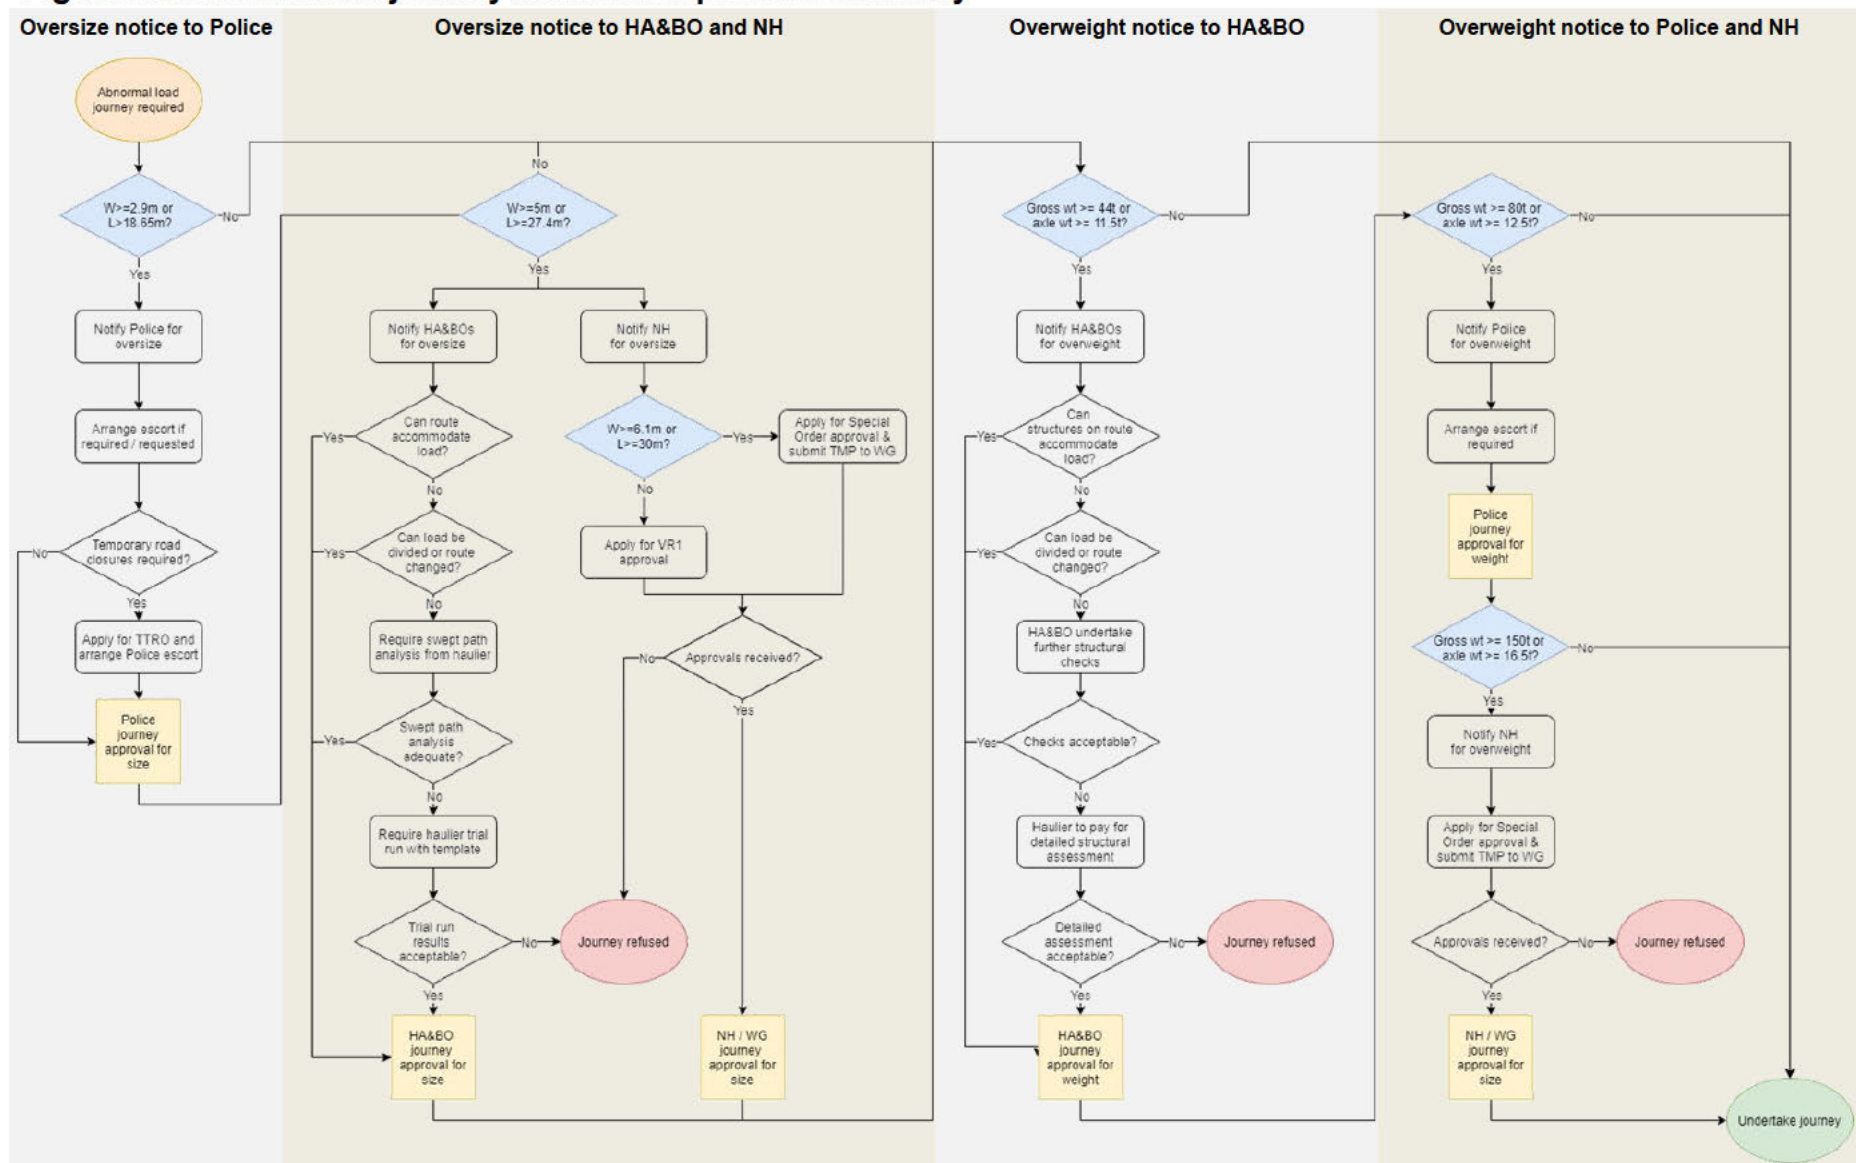 Oversize notice to Police
Oversize notice to HA&BO and NH
Overweight notice to HA&BO
Overweight notice to Police and NH
Abnormal load
journey required
W>=2.9m or
L>18.65m?
No
Yes
Notify Police for
oversize
Arrange escort if
required / requested
Temporary road
closures required?
No
Yes
Apply for TTRO and
arrange Police escort
Police
journey
approval for
size
No
W>=5m or
L>=27.4m?
Yes
Notify HA&BOs
for oversize
Can route
accommodate
load?
Yes
No
Can load be
divided or route
changed?
Yes
No
Require swept path
analysis from haulier
Swept path
analysis
adequate?
Yes
No
Require haulier trial
run with template
Trial run
results
acceptable?
No
Yes
HA&BO
journey
approval for
size
Notify NH
for oversize
W>=6.1m or
L>=30m?
Yes
Apply for Special
Order approval &
submit TMP to WG
No
Apply for VR1
approval
Approvals received?
No
Yes
Journey refused
NH / WG
journey
approval for
size
Gross wt >= 44t or
axle wt >= 11.5t?
No
Yes
Notify HA&BOs
for overweight
Can
structures on route
accommodate
load?
Yes
No
Can load be
divided or route
changed?
Yes
No
HA&BO undertake
further structural
checks
Checks acceptable?
Yes
No
Haulier to pay for
detailed structural
assessment
Detailed
assessment
acceptable?
No
Journey refused
Yes
HA&BO
journey
approval for
weight
Gross wt >= 80t or
axle wt >= 12.5t?
No
Yes
Notify Police
for overweight
Arrange escort if
required
Police
journey
approval for
weight
Gross wt >= 150t or
axle wt >= 16.5t?
No
Yes
Notify NH
for overweight
Apply for Special
Order approval &
submit TMP to WG
Approvals received?
No
Journey refused
Yes
NH / WG
journey
approval for
size
Undertake journey